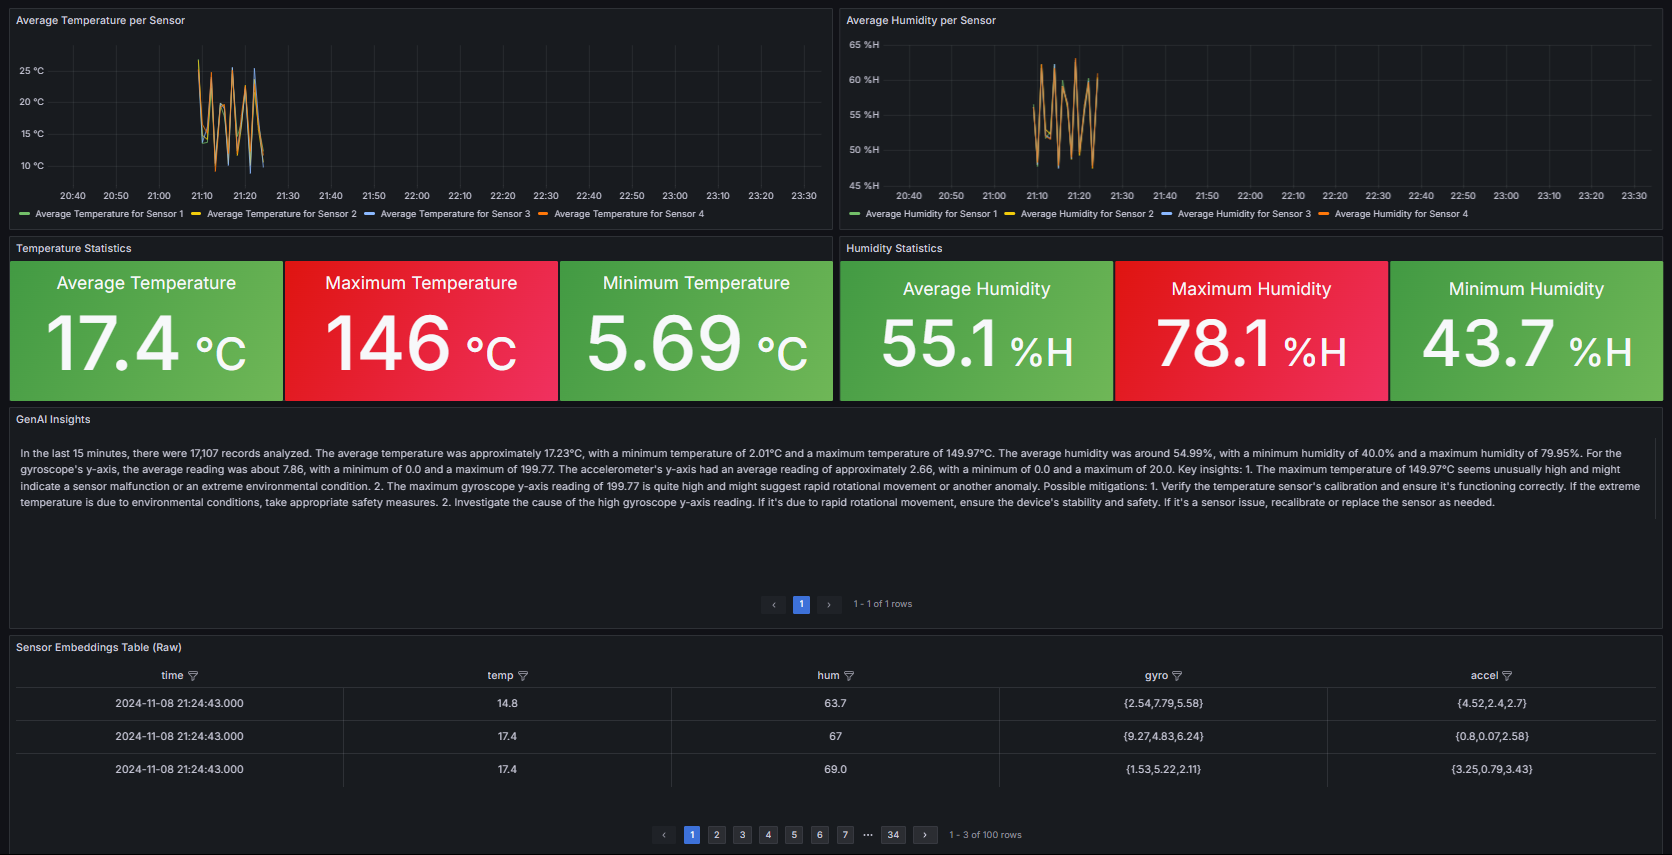 Average Temperature per Sensor
25 °C
20 °C
15 °C
10 °C
20:40 20:50 21:00 21:10 21:20 21:30 21:40 21:50 22:00 22:10 22:20 22:30 22:40 22:50 23:00 23:10 23:20 23:30
Average Temperature for Sensor 1 Average Temperature for Sensor 2 Average Temperature for Sensor 3 Average Temperature for Sensor 4
Average Humidity per Sensor
65 %H
60 %H
55 %H
50 %H
45 %H
20:40 20:50 21:00 21:10 21:20 21:30 21:40 21:50 22:00 22:10 22:20 22:30 22:40 22:50 23:00 23:10 23:20 23:30
Average Humidity for Sensor 1 Average Humidity for Sensor 2 Average Humidity for Sensor 3 Average Humidity for Sensor 4
Temperature Statistics
Average Temperature
17.4 °C
Maximum Temperature
146 °C
Minimum Temperature
5.69 °C
Humidity Statistics
Average Humidity
55.1 %H
Maximum Humidity
78.1 %H
Minimum Humidity
43.7 %H
GenAI Insights
In the last 15 minutes, there were 17,107 records analyzed. The average temperature was approximately 17.23°C, with a minimum temperature of 2.01°C and a maximum temperature of 149.97°C. The average humidity was around 54.99%, with a minimum humidity of 40.0% and a maximum humidity of 79.95%. For the
gyroscope's y-axis, the average reading was about 7.86, with a minimum of 0.0 and a maximum of 199.77. The accelerometer's y-axis had an average reading of approximately 2.66, with a minimum of 0.0 and a maximum of 20.0. Key insights: 1. The maximum temperature of 149.97°C seems unusually high and might
indicate a sensor malfunction or an extreme environmental condition. 2. The maximum gyroscope y-axis reading of 199.77 is quite high and might suggest rapid rotational movement or another anomaly. Possible mitigations: 1. Verify the temperature sensor's calibration and ensure it's functioning correctly. If the extreme
temperature is due to environmental conditions, take appropriate safety measures. 2. Investigate the cause of the high gyroscope y-axis reading. If it's due to rapid rotational movement, ensure the device's stability and safety. If it's a sensor issue, recalibrate or replace the sensor as needed.
‹ 1 › 1 - 1 of 1 rows
Sensor Embeddings Table (Raw)
time temp hum gyro accel
2024-11-08 21:24:43.000 14.8 63.7 {2.54,7.79,5.58} {4.52,2.4,2.7}
2024-11-08 21:24:43.000 17.4 67 {9.27,4.83,6.24} {0.8,0.07,2.58}
2024-11-08 21:24:43.000 17.4 69.0 {1.53,5.22,2.11} {3.25,0.79,3.43}
‹ 1 2 3 4 5 6 7 ··· 34 › 1 - 3 of 100 rows